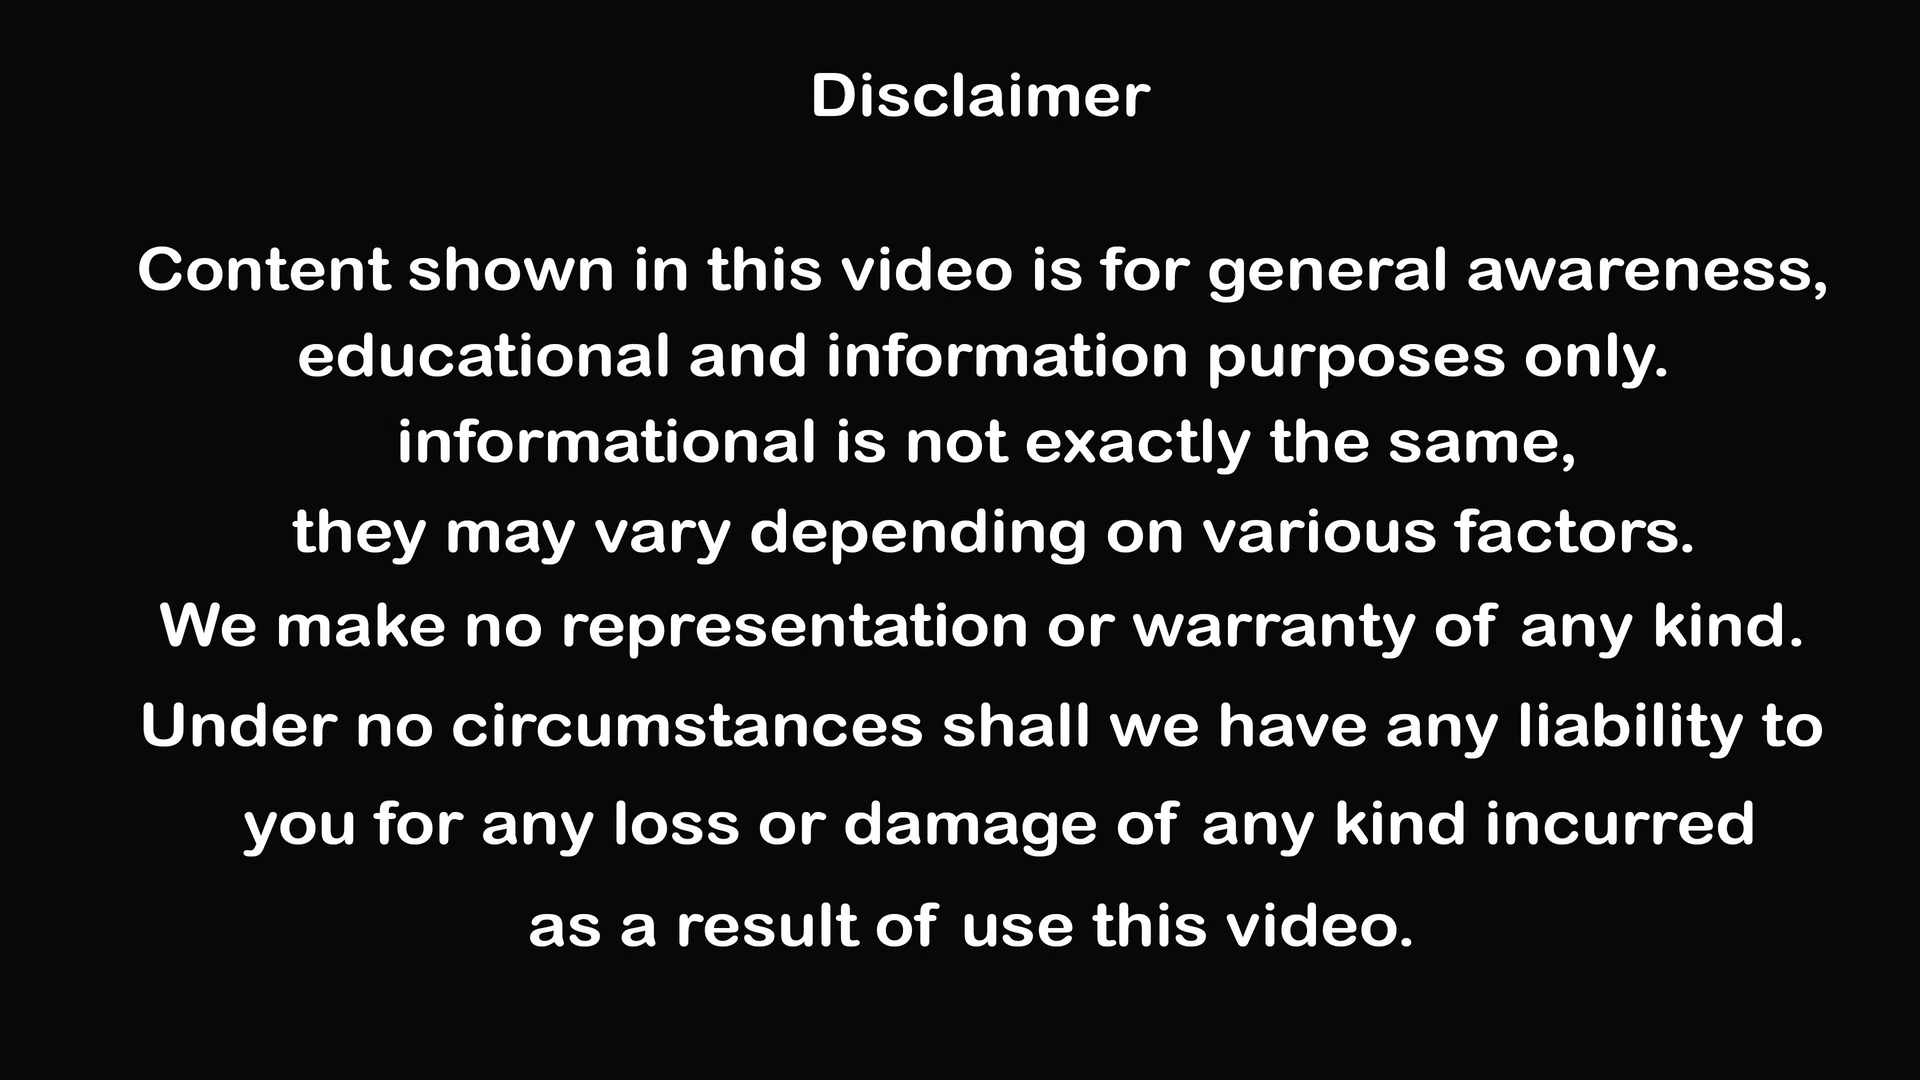 Disclaimer
Content shown in this video is for general awareness,
educational and information purposes only.
informational is not exactly the same,
they may vary depending on various factors.
We make no representation or warranty of any kind.
Under no circumstances shall we have any liability to
you for any loss or damage of any kind incurred
as a result of use this video.